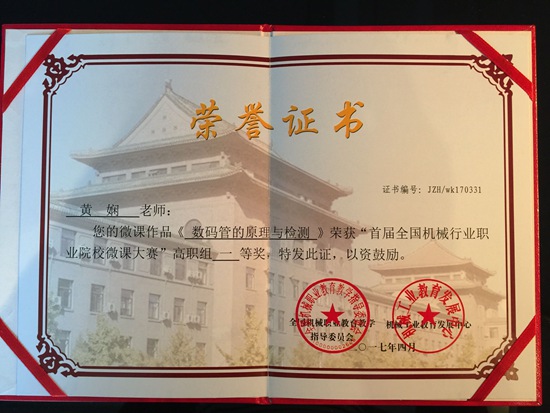 荣誉证书
证书编号：JZH/wk170331
黄 娴 老师：
您的微课作品《 数码管的原理与检测 》荣获“首届全国机械行业职
业院校微课大赛”高职组 一 等奖，特发此证，以资鼓励。
全国机械职业教育教学 机械工业教育发展中心
指导委员会
二〇一七年四月